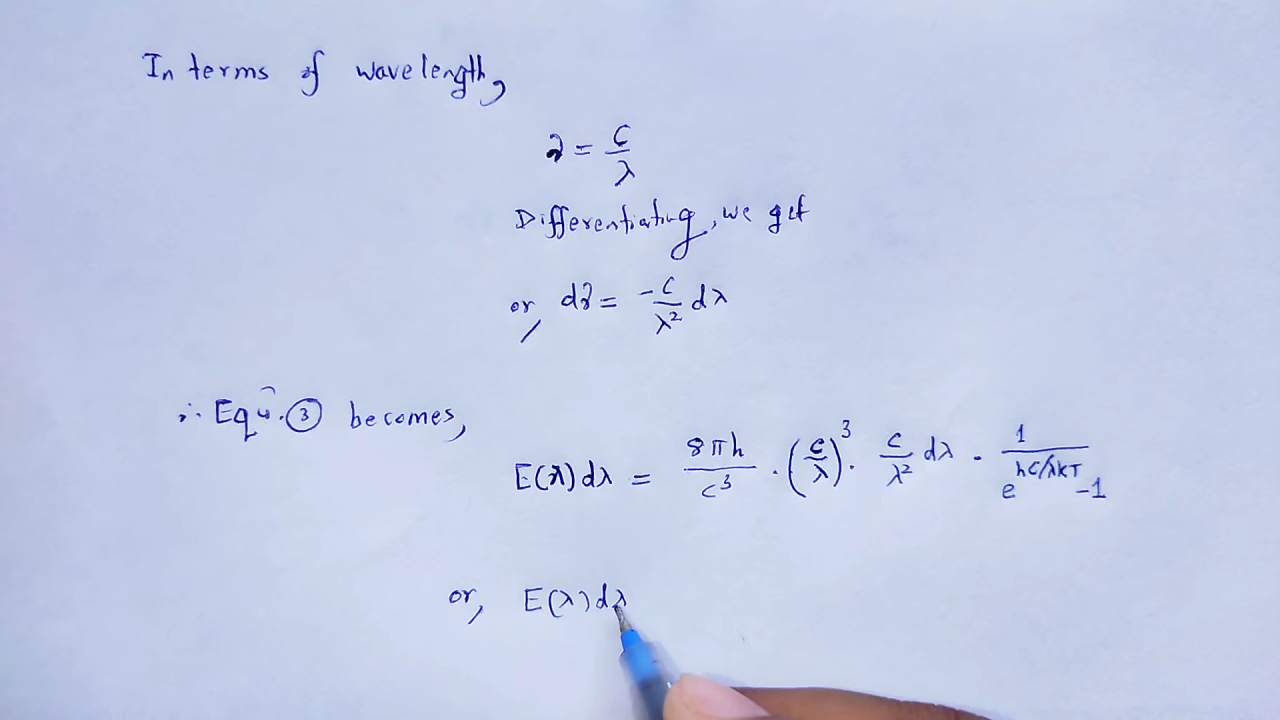 In terms of wavelength,
ν = c/λ
Differentiating, we get
or, dν = -c/λ² dλ
∴ Equⁿ. ③ becomes,
E(λ)dλ = 8πh/c³ · (c/λ)³ · c/λ² dλ · 1/(e^{hc/λkT} - 1)
or, E(λ)dλ